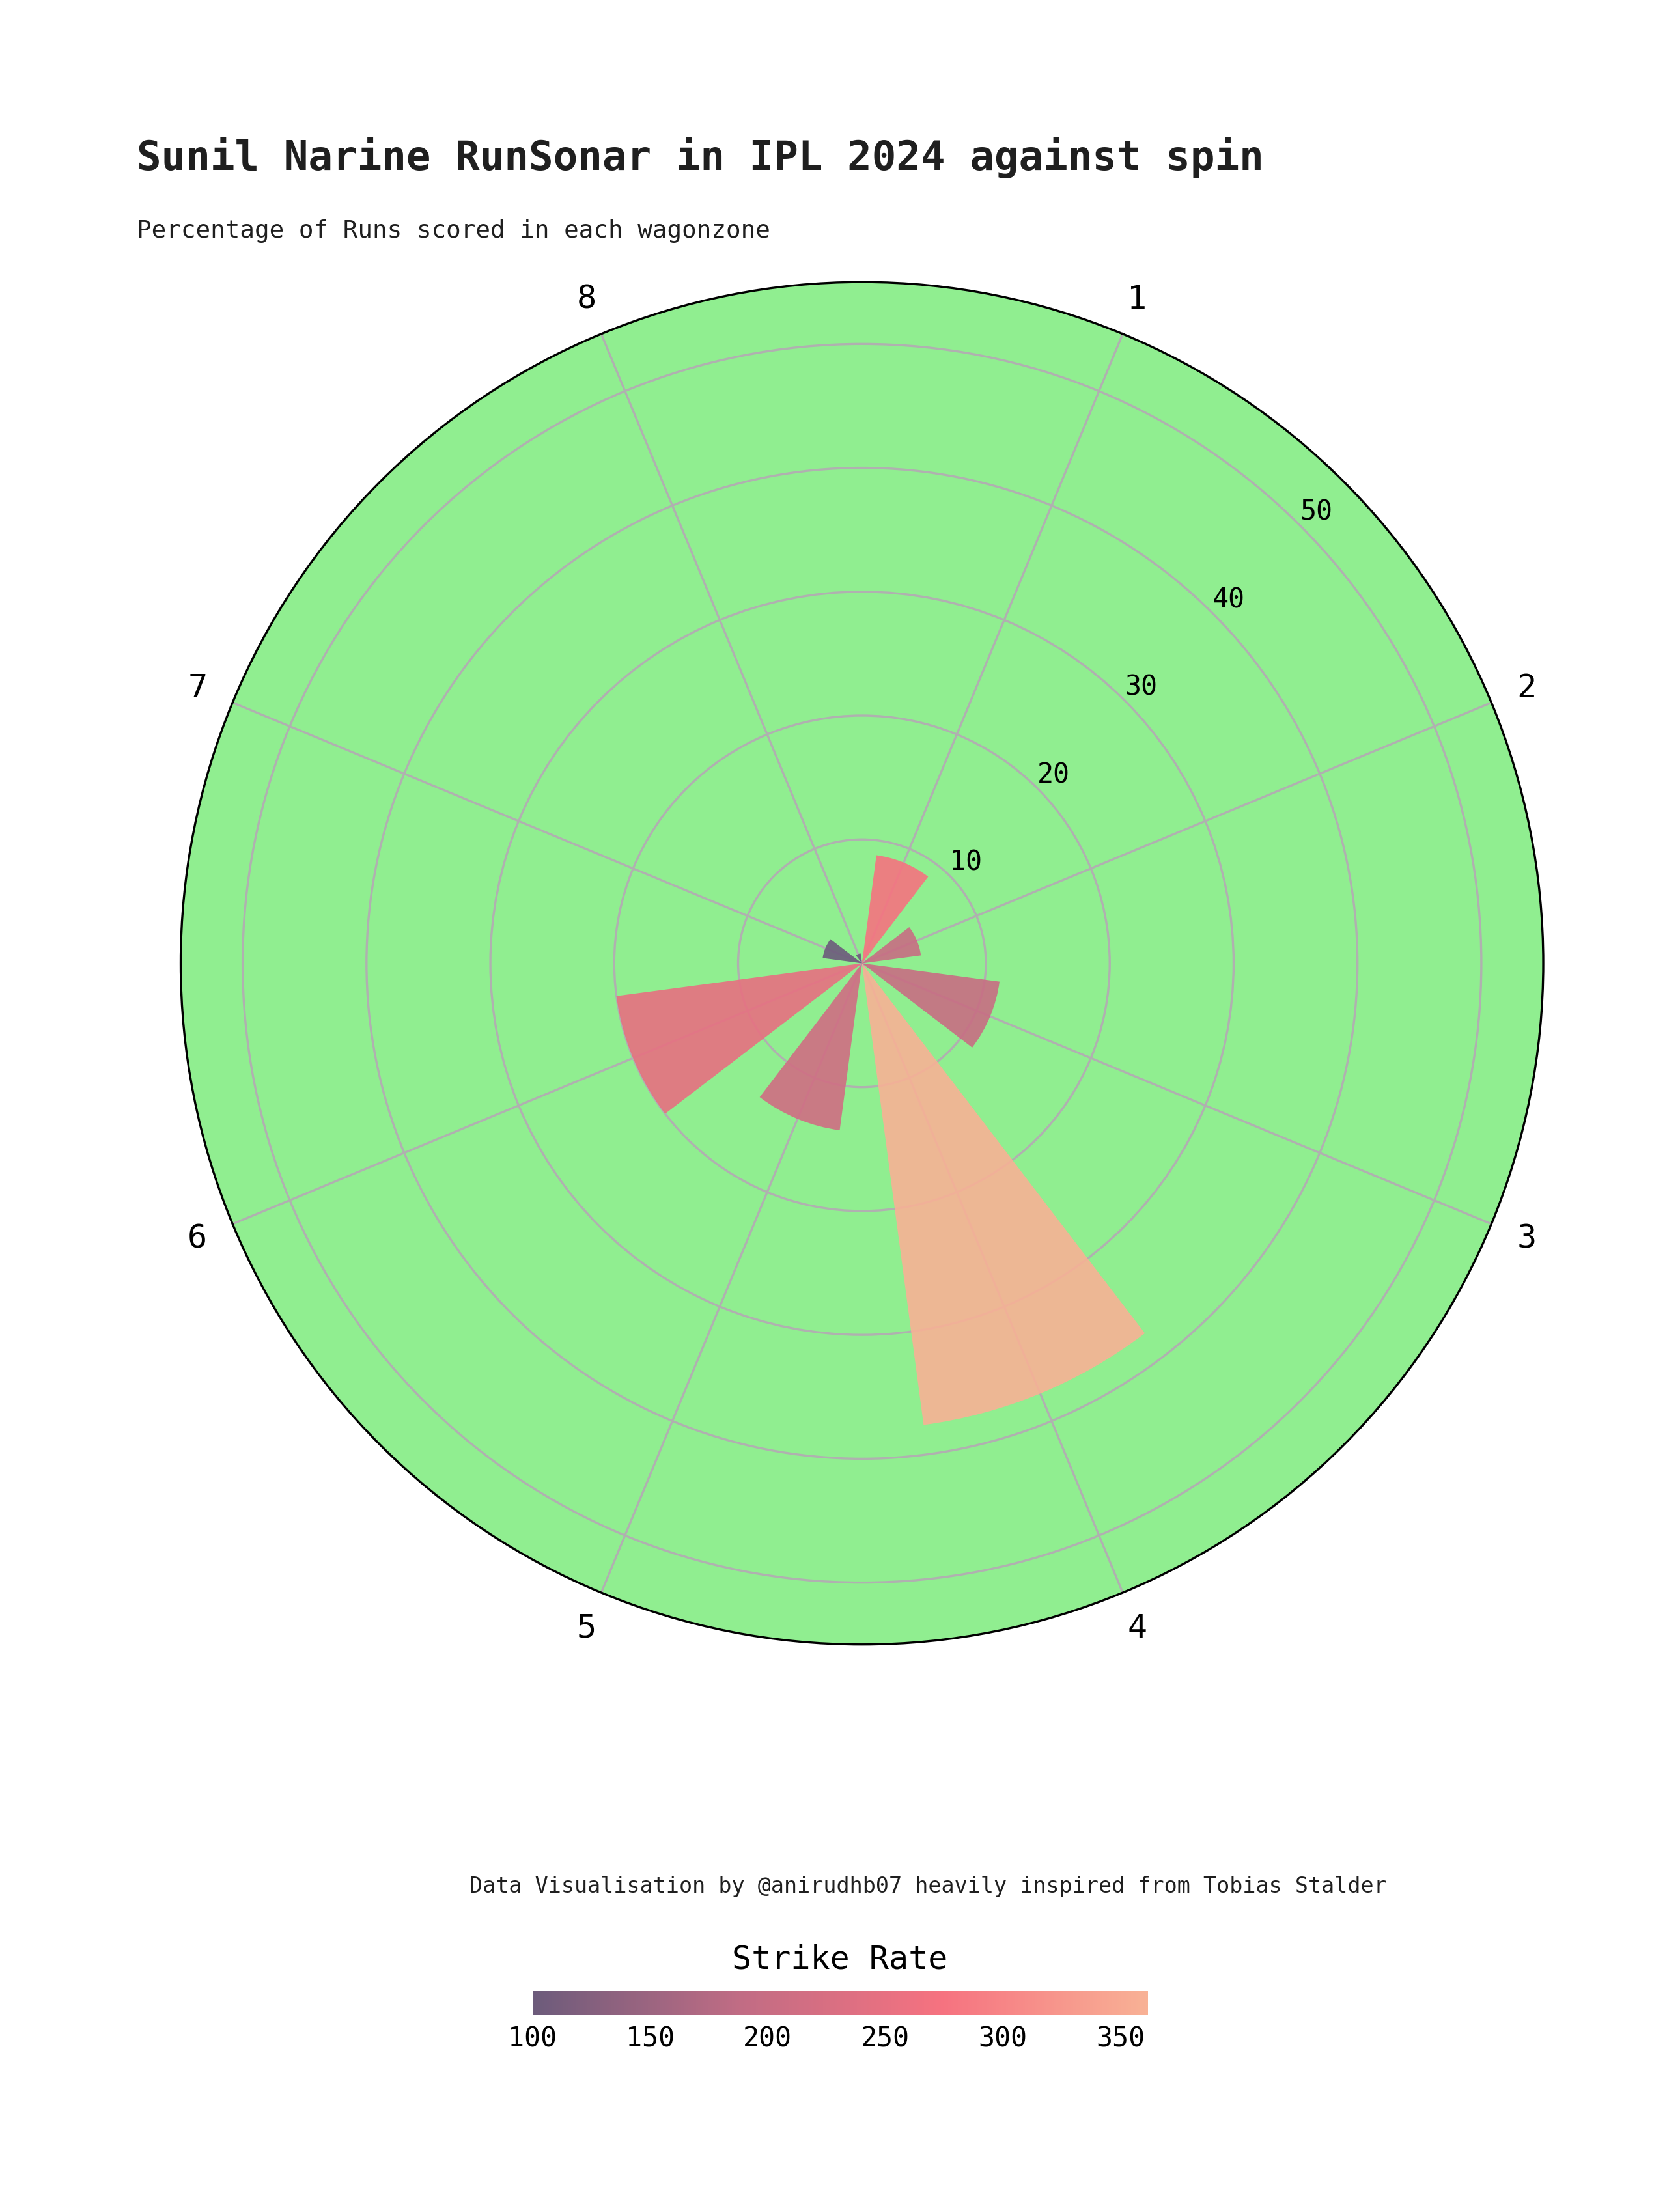 Sunil Narine RunSonar in IPL 2024 against spin
Percentage of Runs scored in each wagonzone
8 1
50
40
7 30 2
20
10
6 3
5 4
Data Visualisation by @anirudhb07 heavily inspired from Tobias Stalder
Strike Rate
100 150 200 250 300 350